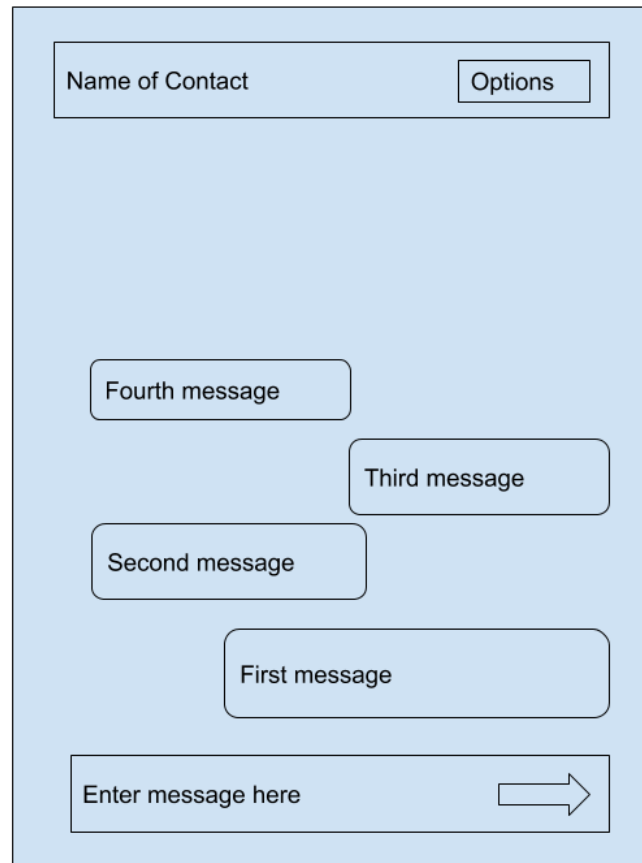 Name of Contact
Options
Fourth message
Third message
Second message
First message
Enter message here